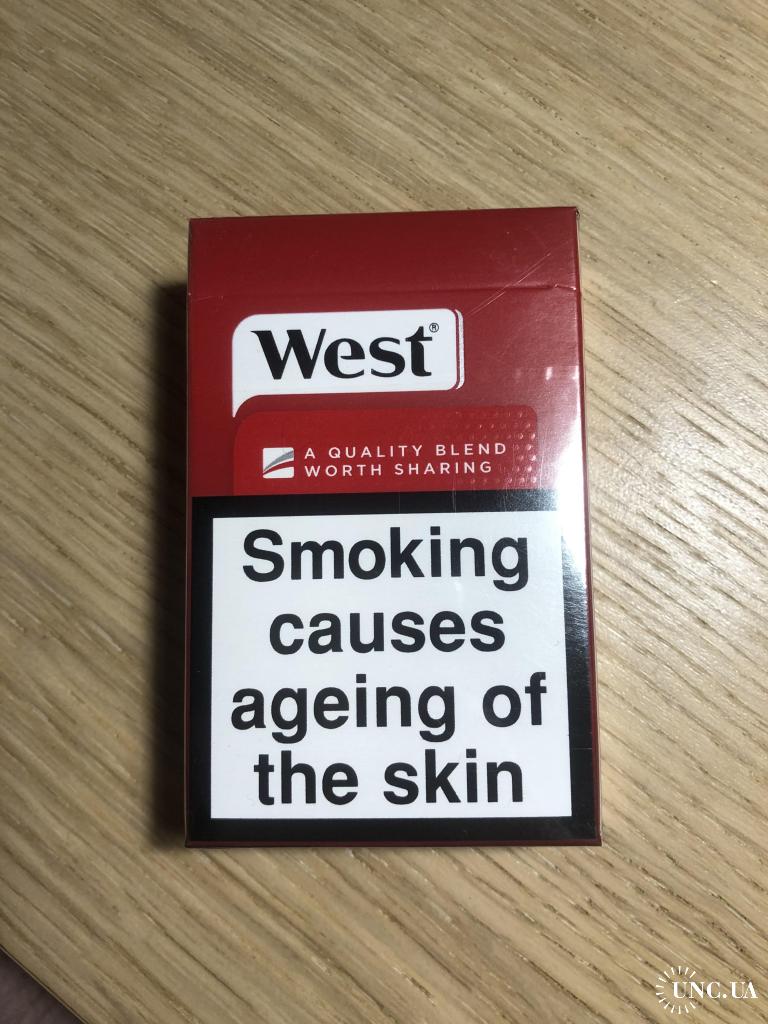 West®
A QUALITY BLEND
WORTH SHARING
Smoking
causes
ageing of
the skin
UNC.UA